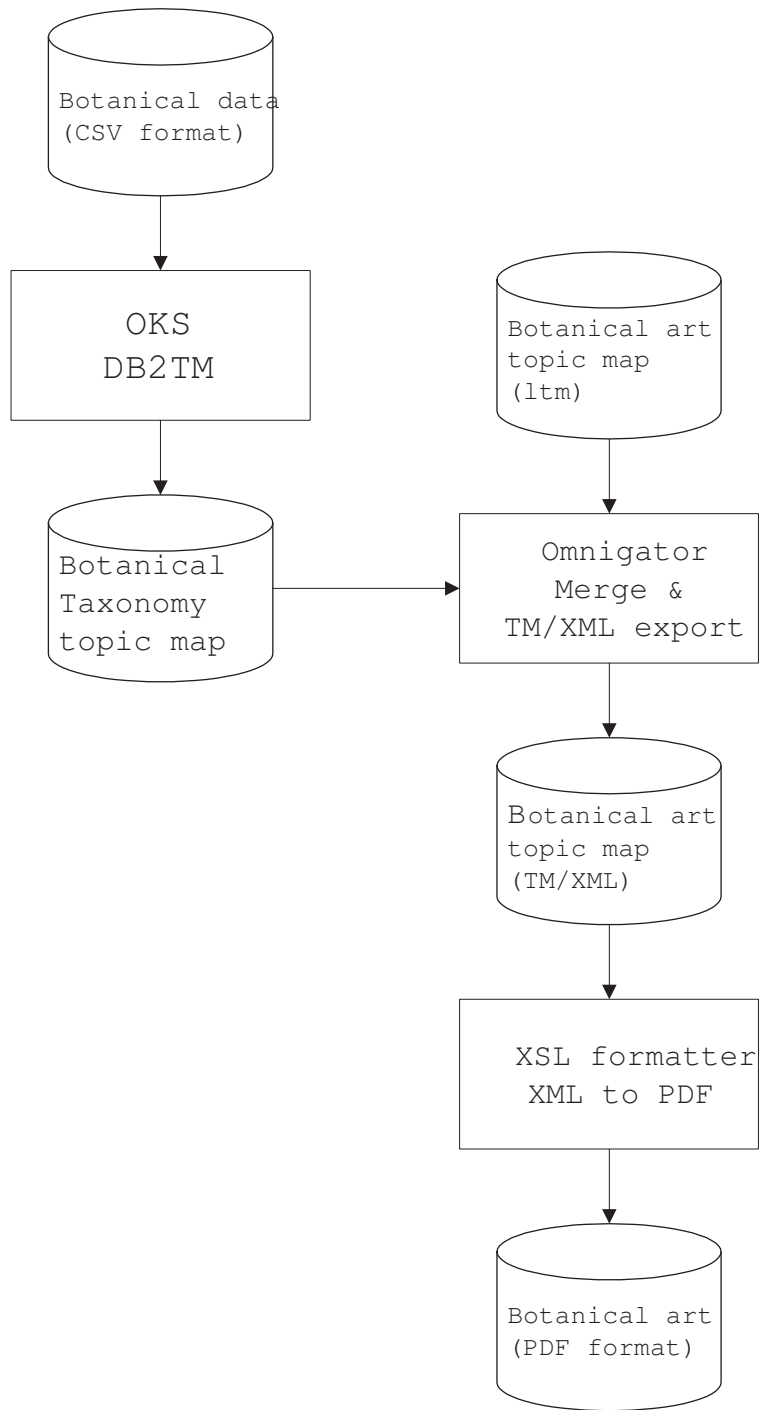 Botanical data
(CSV format)
OKS
DB2TM
Botanical art
topic map
(ltm)
Botanical
Taxonomy
topic map
Omnigator
Merge &
TM/XML export
Botanical art
topic map
(TM/XML)
XSL formatter
XML to PDF
Botanical art
(PDF format)